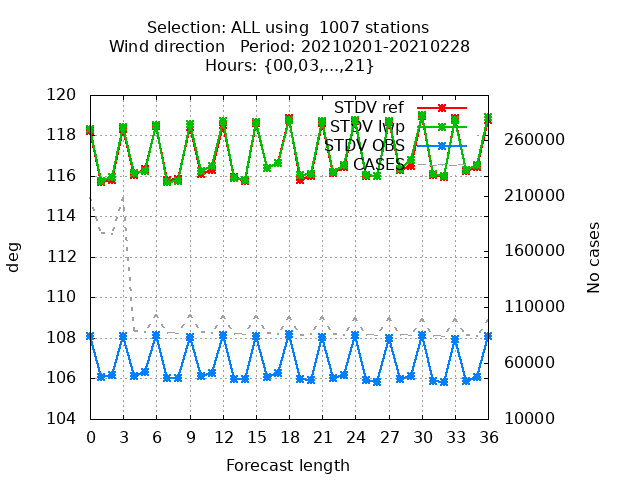 Selection: ALL using  1007 stations
Wind direction   Period: 20210201-20210228
Hours: {00,03,...,21}
STDV ref
STDV lwp
STDV OBS
CASES
120
118
116
114
112
110
108
106
104
260000
210000
160000
110000
60000
10000
deg
No cases
0 3 6 9 12 15 18 21 24 27 30 33 36
Forecast length